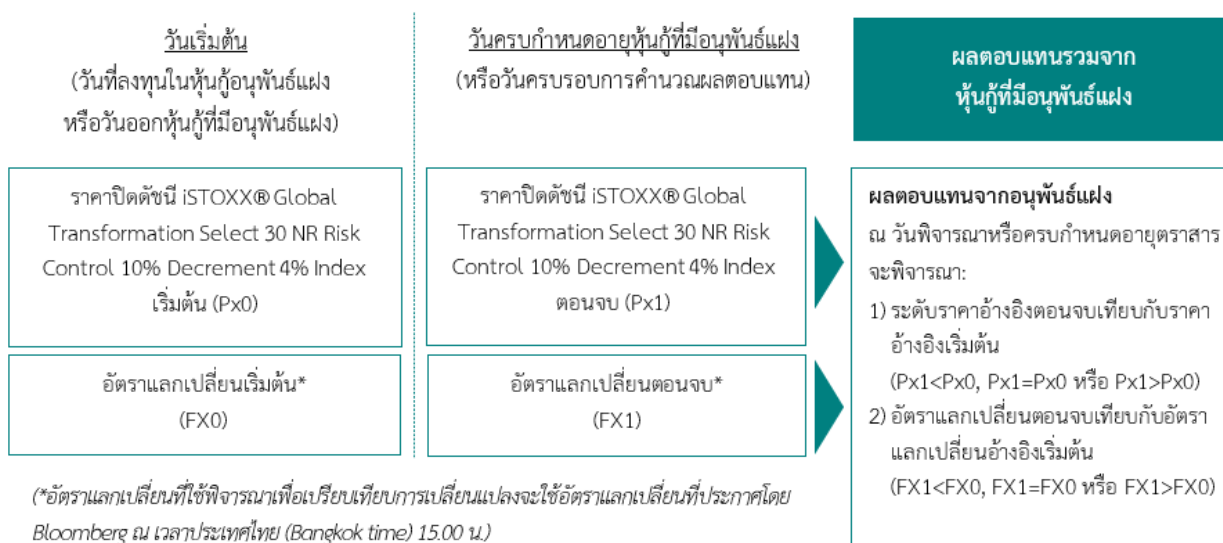 วันเริ่มต้น
(วันที่ลงทุนในหุ้นกู้อนุพันธ์แฝง
หรือวันออกหุ้นกู้ที่มีอนุพันธ์แฝง)
วันครบกำหนดอายุหุ้นกู้ที่มีอนุพันธ์แฝง
(หรือวันครบรอบการคำนวณผลตอบแทน)
ผลตอบแทนรวมจาก
หุ้นกู้ที่มีอนุพันธ์แฝง
ราคาปิดดัชนี iSTOXX® Global
Transformation Select 30 NR Risk
Control 10% Decrement 4% Index
เริ่มต้น (Px0)
ราคาปิดดัชนี iSTOXX® Global
Transformation Select 30 NR Risk
Control 10% Decrement 4% Index
ตอนจบ (Px1)
อัตราแลกเปลี่ยนเริ่มต้น*
(FX0)
อัตราแลกเปลี่ยนตอนจบ*
(FX1)
ผลตอบแทนจากอนุพันธ์แฝง
ณ วันพิจารณาหรือครบกำหนดอายุตราสาร
จะพิจารณา:
1) ระดับราคาอ้างอิงตอนจบเทียบกับราคา
อ้างอิงเริ่มต้น
(Px1<Px0, Px1=Px0 หรือ Px1>Px0)
2) อัตราแลกเปลี่ยนตอนจบเทียบกับอัตรา
แลกเปลี่ยนอ้างอิงเริ่มต้น
(FX1<FX0, FX1=FX0 หรือ FX1>FX0)
(*อัตราแลกเปลี่ยนที่ใช้พิจารณาเพื่อเปรียบเทียบการเปลี่ยนแปลงจะใช้อัตราแลกเปลี่ยนที่ประกาศโดย
Bloomberg ณ เวลาประเทศไทย (Bangkok time) 15.00 น.)